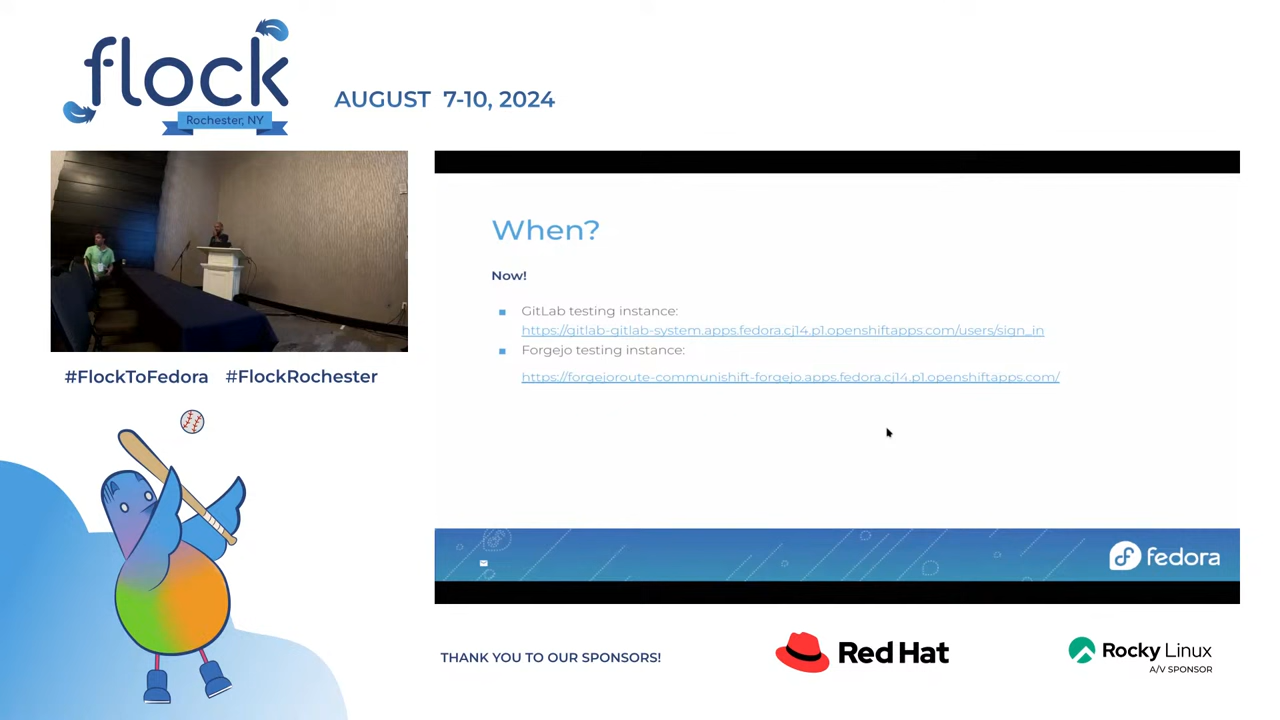 flock
Rochester, NY
AUGUST 7-10, 2024
When?
Now!
GitLab testing instance:
https://gitlab-gitlab-system.apps.fedora.cj14.p1.openshiftapps.com/users/sign_in
Forgejo testing instance:
https://forgejoroute-communishift-forgejo.apps.fedora.cj14.p1.openshiftapps.com/
fedora
#FlockToFedora #FlockRochester
THANK YOU TO OUR SPONSORS!
Red Hat
Rocky Linux
A/V SPONSOR